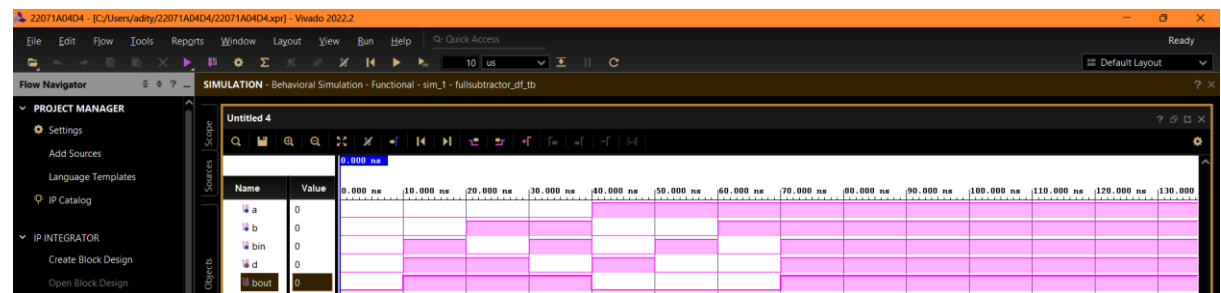 22071A04D4 - [C:/Users/adity/22071A04D4/22071A04D4.xpr] - Vivado 2022.2
File Edit Flow Tools Reports Window Layout View Run Help Q- Quick Access Ready
10 us Default Layout
Flow Navigator ? SIMULATION - Behavioral Simulation - Functional - sim_1 - fullsubtractor_df_tb ?
PROJECT MANAGER
Settings
Add Sources
Language Templates
IP Catalog
IP INTEGRATOR
Create Block Design
Open Block Design
Scope
Sources
Objects
Untitled 4 ?
0.000 ns
Name Value 0.000 ns 10.000 ns 20.000 ns 30.000 ns 40.000 ns 50.000 ns 60.000 ns 70.000 ns 80.000 ns 90.000 ns 100.000 ns 110.000 ns 120.000 ns 130.000
a 0
b 0
bin 0
d 0
bout 0